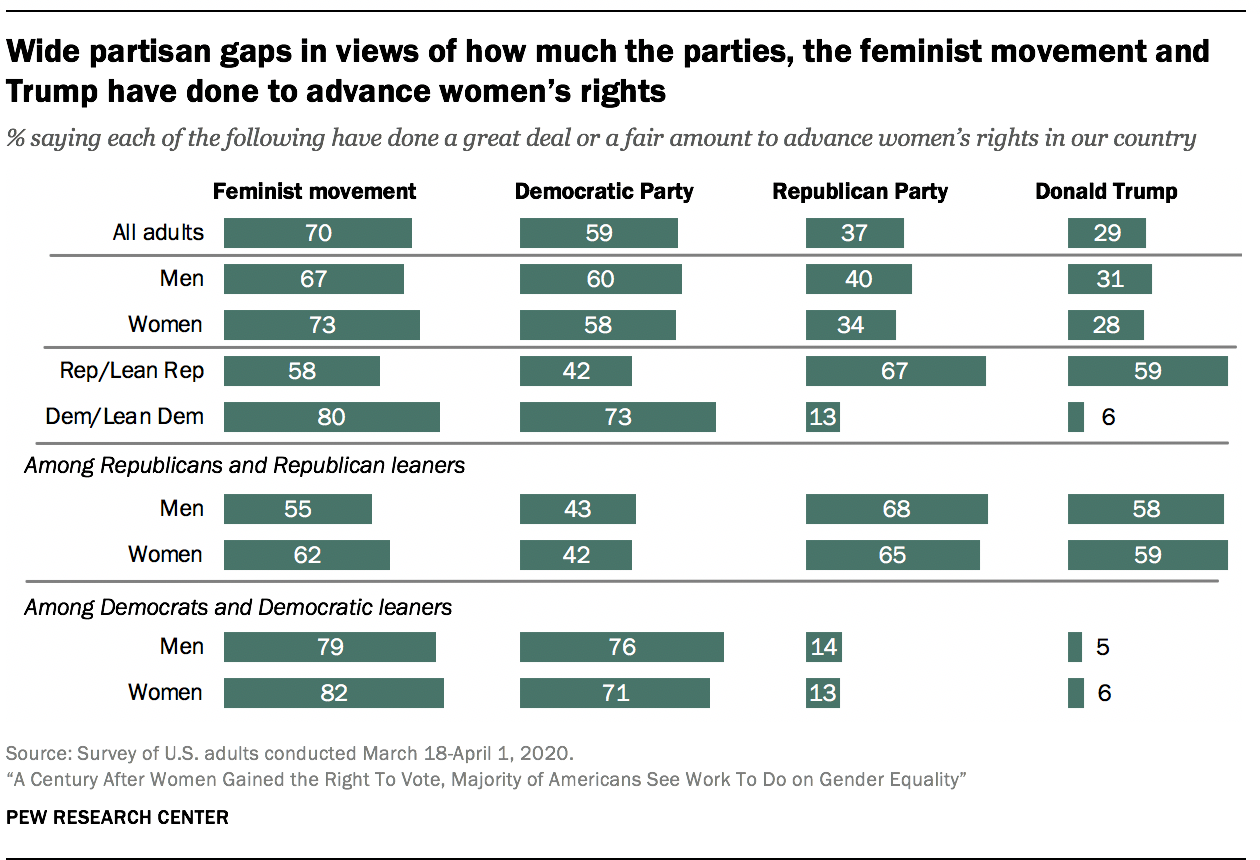 Wide partisan gaps in views of how much the parties, the feminist movement and
Trump have done to advance women’s rights
% saying each of the following have done a great deal or a fair amount to advance women’s rights in our country
Feminist movement Democratic Party Republican Party Donald Trump
All adults 70 59 37 29
Men 67 60 40 31
Women 73 58 34 28
Rep/Lean Rep 58 42 67 59
Dem/Lean Dem 80 73 13 6
Among Republicans and Republican leaners
Men 55 43 68 58
Women 62 42 65 59
Among Democrats and Democratic leaners
Men 79 76 14 5
Women 82 71 13 6
Source: Survey of U.S. adults conducted March 18-April 1, 2020.
“A Century After Women Gained the Right To Vote, Majority of Americans See Work To Do on Gender Equality”
PEW RESEARCH CENTER